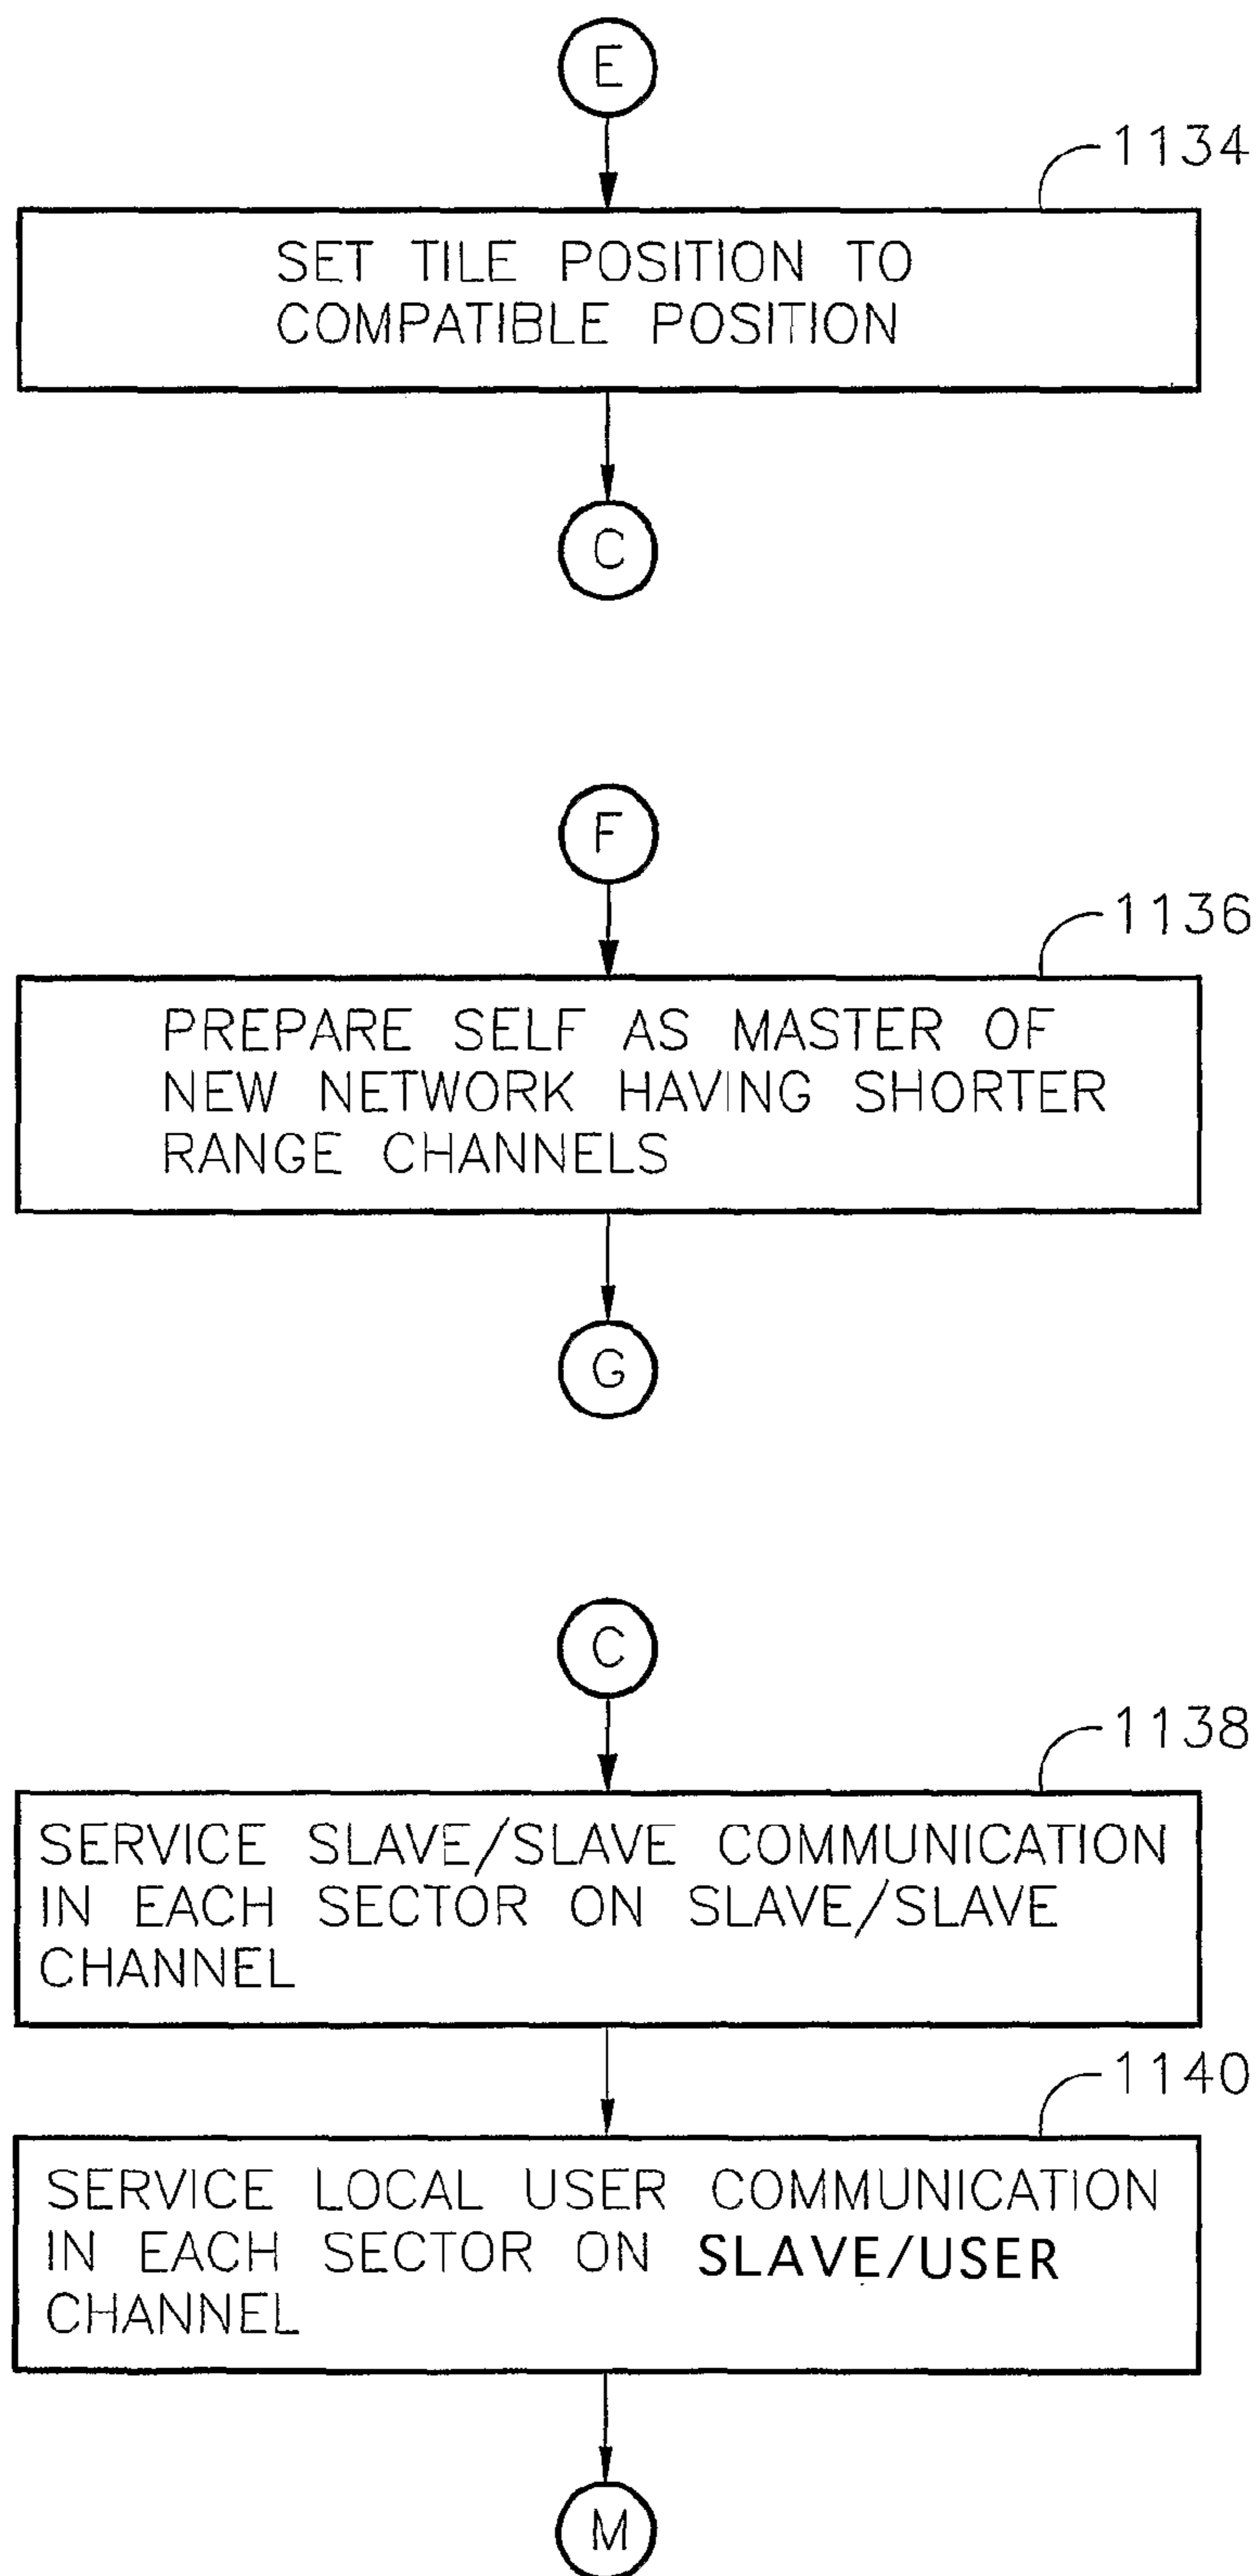 E
1134
SET TILE POSITION TO
COMPATIBLE POSITION
C
F
1136
PREPARE SELF AS MASTER OF
NEW NETWORK HAVING SHORTER
RANGE CHANNELS
G
C
1138
SERVICE SLAVE/SLAVE COMMUNICATION
IN EACH SECTOR ON SLAVE/SLAVE
CHANNEL
1140
SERVICE LOCAL USER COMMUNICATION
IN EACH SECTOR ON SLAVE/USER
CHANNEL
M